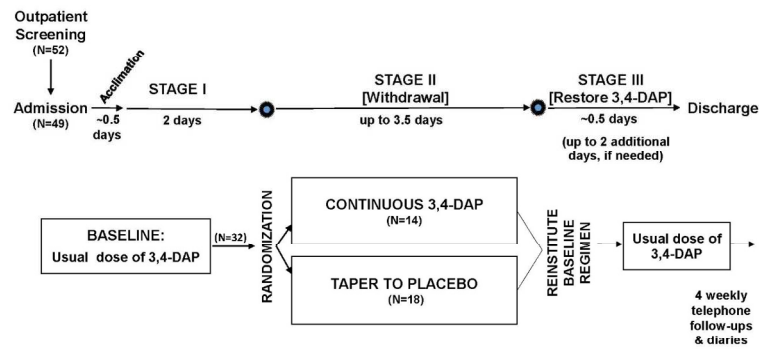 Outpatient
Screening
(N=52)
Admission
(N=49)
Acclimation
~0.5
days
STAGE I
2 days
STAGE II
[Withdrawal]
up to 3.5 days
STAGE III
[Restore 3,4-DAP]
~0.5 days
(up to 2 additional
days, if needed)
Discharge
BASELINE:
Usual dose of 3,4-DAP
(N=32)
RANDOMIZATION
CONTINUOUS 3,4-DAP
(N=14)
TAPER TO PLACEBO
(N=18)
REINSTITUTE
BASELINE
REGIMEN
Usual dose of
3,4-DAP
4 weekly
telephone
follow-ups
& diaries